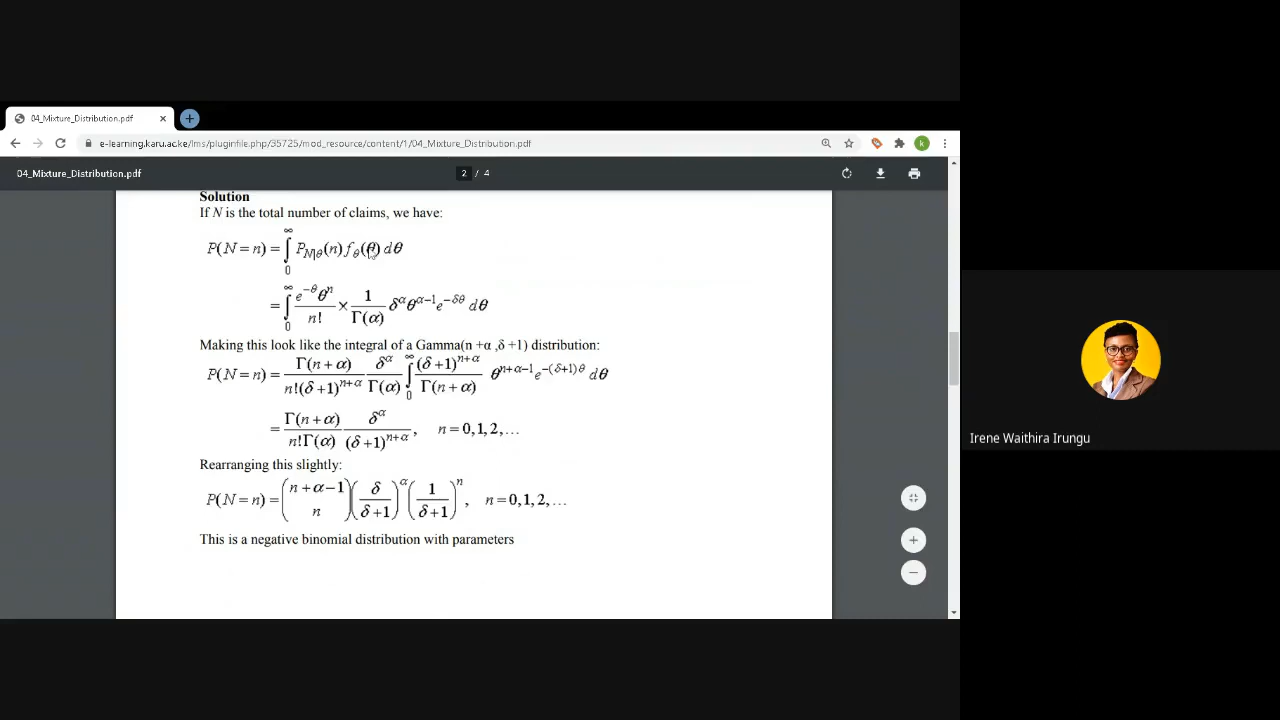 04_Mixture_Distribution.pdf
e-learning.karu.ac.ke/lms/pluginfile.php/35725/mod_resource/content/1/04_Mixture_Distribution.pdf
k
04_Mixture_Distribution.pdf
2 / 4
Solution
If N is the total number of claims, we have:
P(N = n) = ∫₀^∞ P_{N|θ}(n) f_θ(θ) dθ
= ∫₀^∞ (e^{−θ} θ^n / n!) × (1 / Γ(α)) δ^α θ^{α−1} e^{−δθ} dθ
Making this look like the integral of a Gamma(n +α ,δ +1) distribution:
P(N = n) = (Γ(n + α) / n!(δ +1)^{n+α}) (δ^α / Γ(α)) ∫₀^∞ ((δ +1)^{n+α} / Γ(n + α)) θ^{n+α−1} e^{−(δ+1)θ} dθ
= (Γ(n + α) / n!Γ(α)) (δ^α / (δ +1)^{n+α}), n = 0,1,2,…
Rearranging this slightly:
P(N = n) = (n + α −1 over n) (δ / δ +1)^α (1 / δ +1)^n, n = 0,1,2,…
This is a negative binomial distribution with parameters
Irene Waithira Irungu